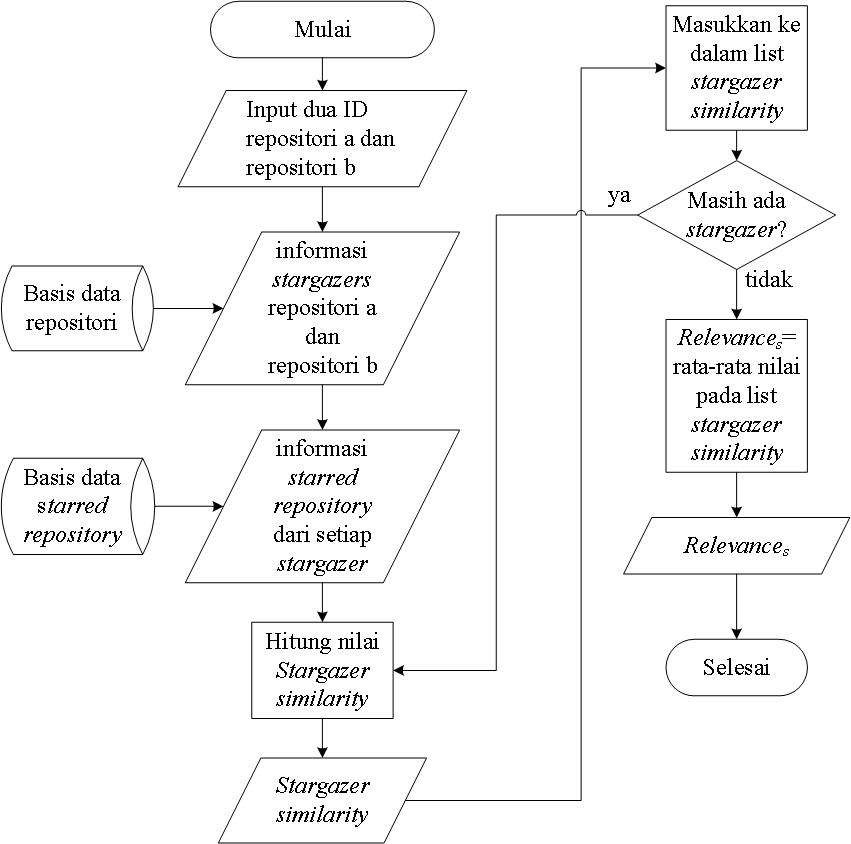 Mulai
Input dua ID
repositori a dan
repositori b
informasi
stargazers
repositori a
dan
repositori b
Basis data
repositori
informasi
starred
repository
dari setiap
stargazer
Basis data
starred
repository
Hitung nilai
Stargazer
similarity
Stargazer
similarity
Masukkan ke
dalam list
stargazer
similarity
Masih ada
stargazer?
ya
tidak
Relevances=
rata-rata nilai
pada list
stargazer
similarity
Relevances
Selesai